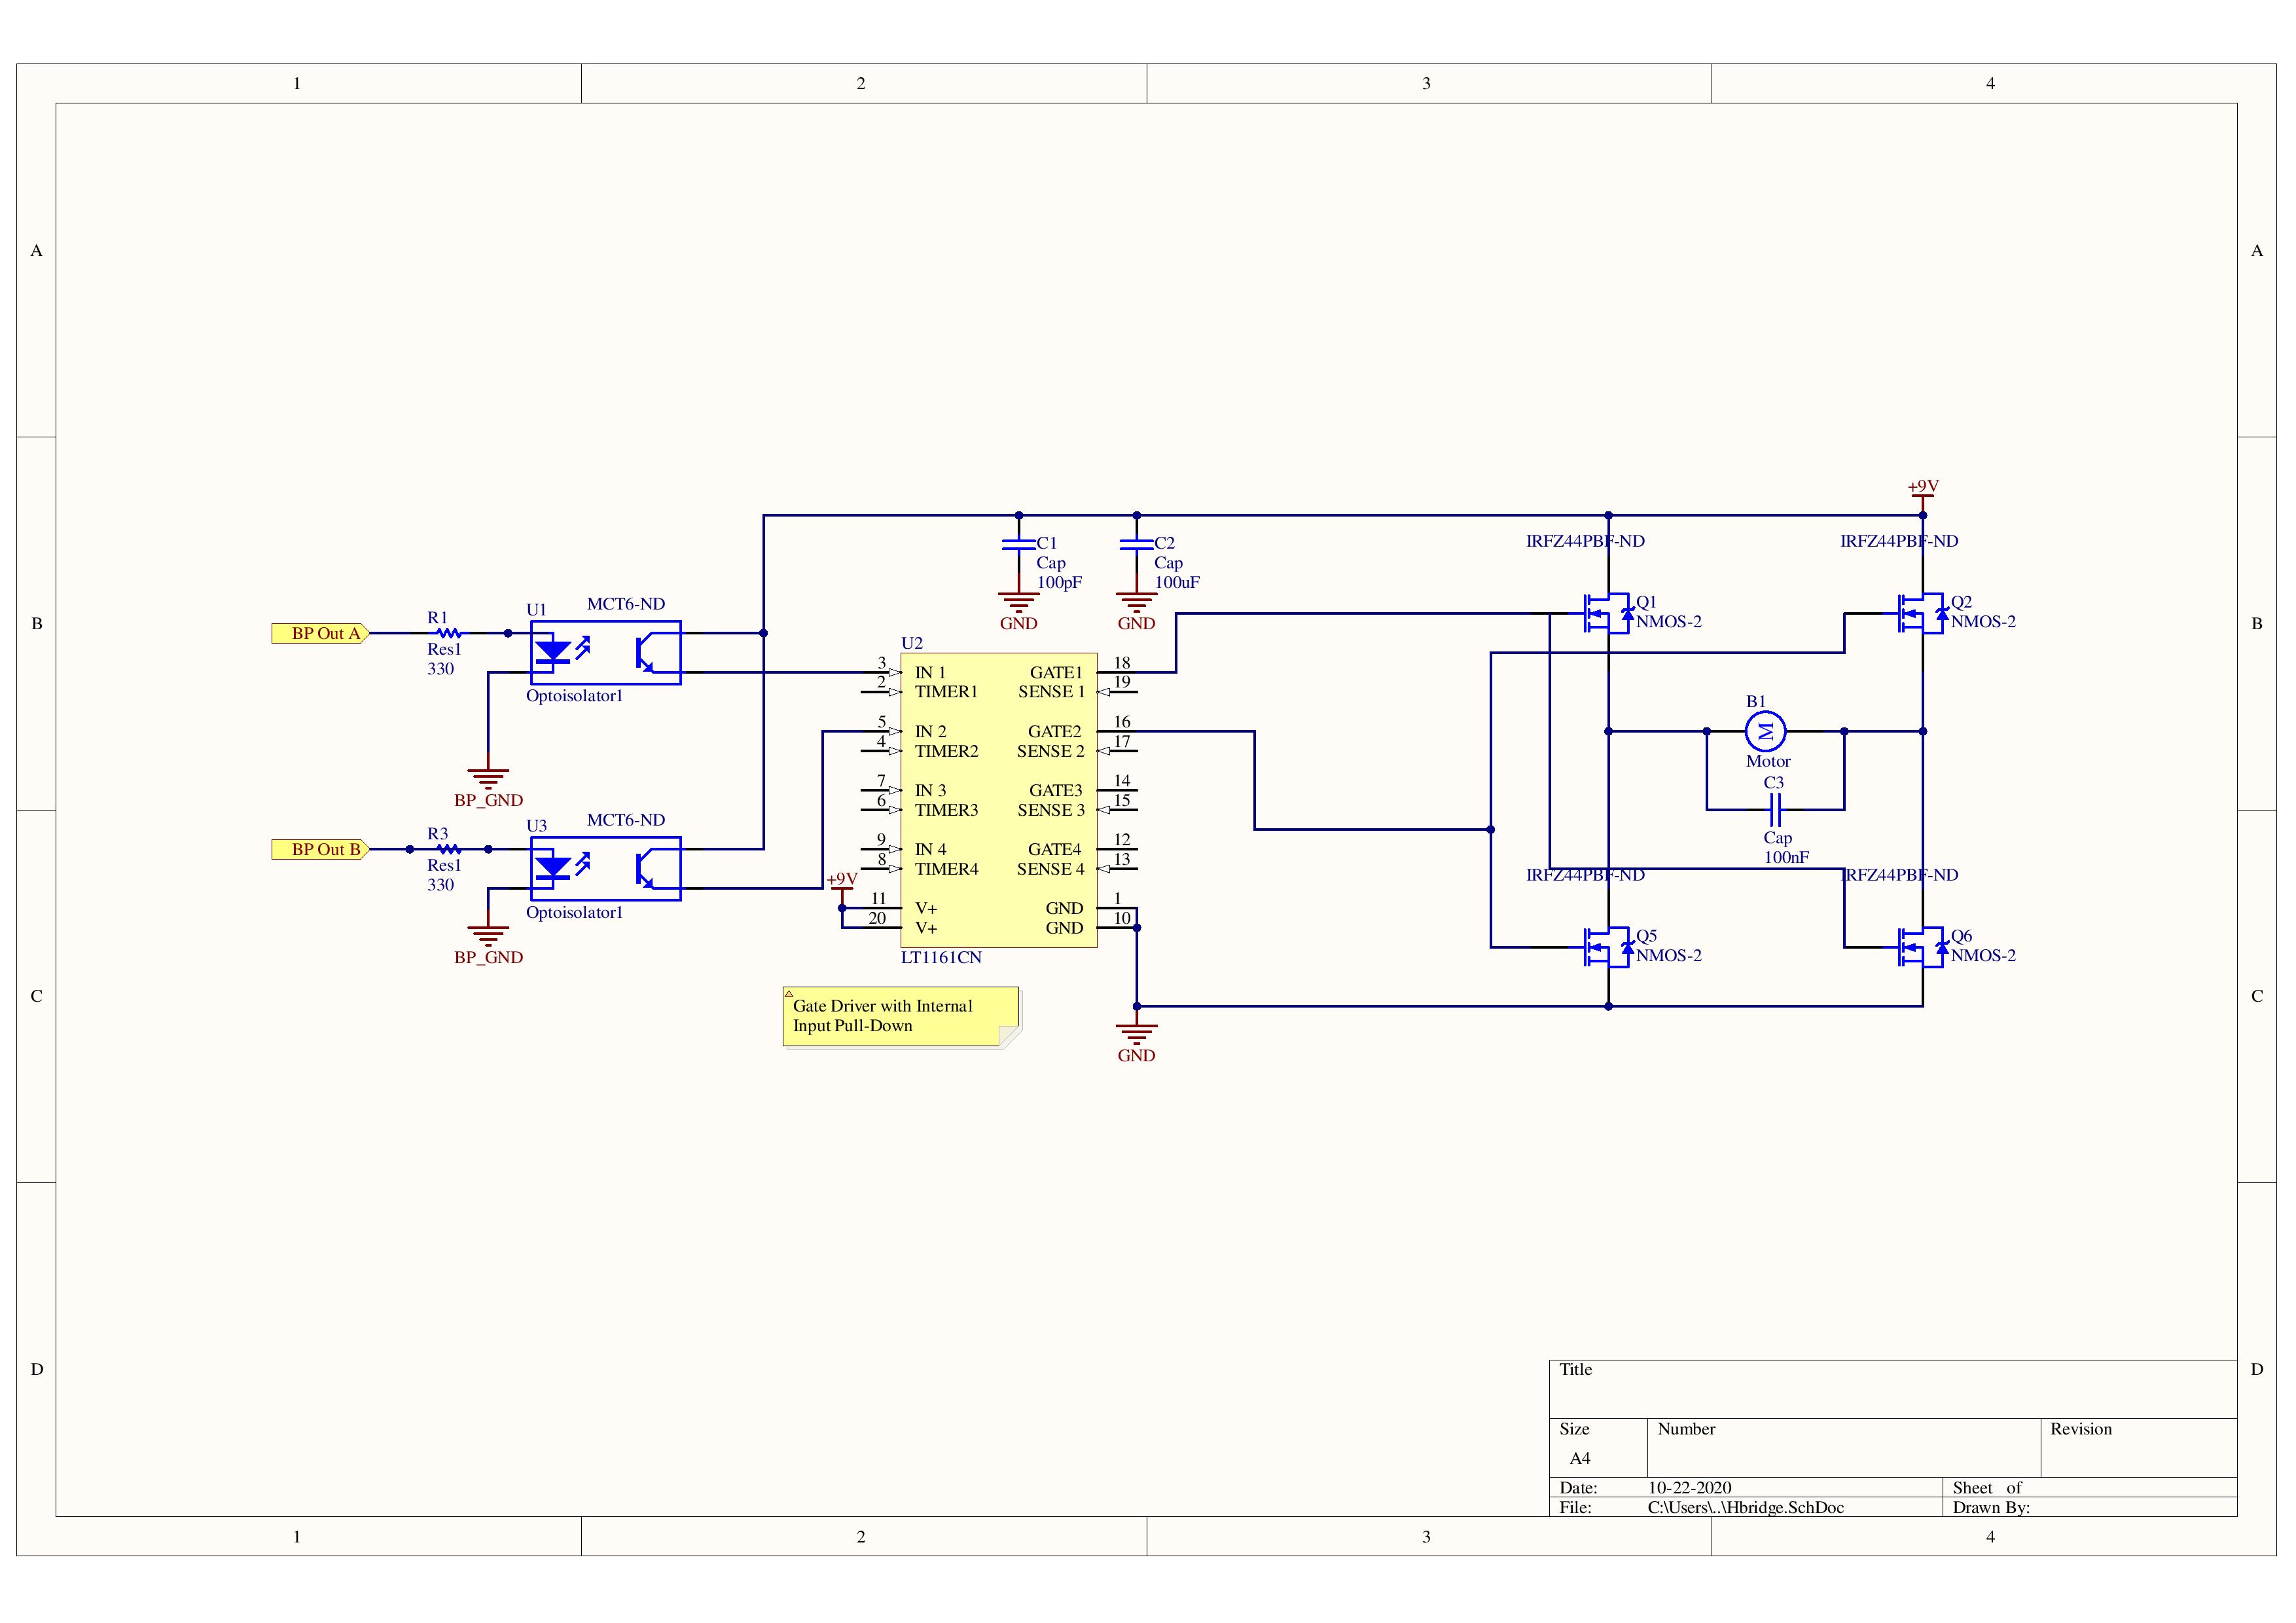 1
2
3
4
A
A
+9V
IRFZ44PBF-ND
IRFZ44PBF-ND
C1
Cap
100pF
GND
C2
Cap
100uF
GND
B
B
BP Out A
R1
Res1
330
U1
MCT6-ND
Optoisolator1
BP_GND
BP Out B
R3
Res1
330
U3
MCT6-ND
Optoisolator1
BP_GND
U2
3 IN 1 GATE1 18
2 TIMER1 SENSE 1 19
5 IN 2 GATE2 16
4 TIMER2 SENSE 2 17
7 IN 3 GATE3 14
6 TIMER3 SENSE 3 15
9 IN 4 GATE4 12
8 TIMER4 SENSE 4 13
+9V
11 V+ GND 1
20 V+ GND 10
LT1161CN
Gate Driver with Internal
Input Pull-Down
GND
Q1
NMOS-2
Q2
NMOS-2
B1
M
Motor
C3
Cap
100nF
IRFZ44PBF-ND
IRFZ44PBF-ND
Q5
NMOS-2
Q6
NMOS-2
C
C
D
D
Title
Size
A4
Number
Revision
Date: 10-22-2020
Sheet of
File: C:\Users\..\Hbridge.SchDoc
Drawn By:
1
2
3
4